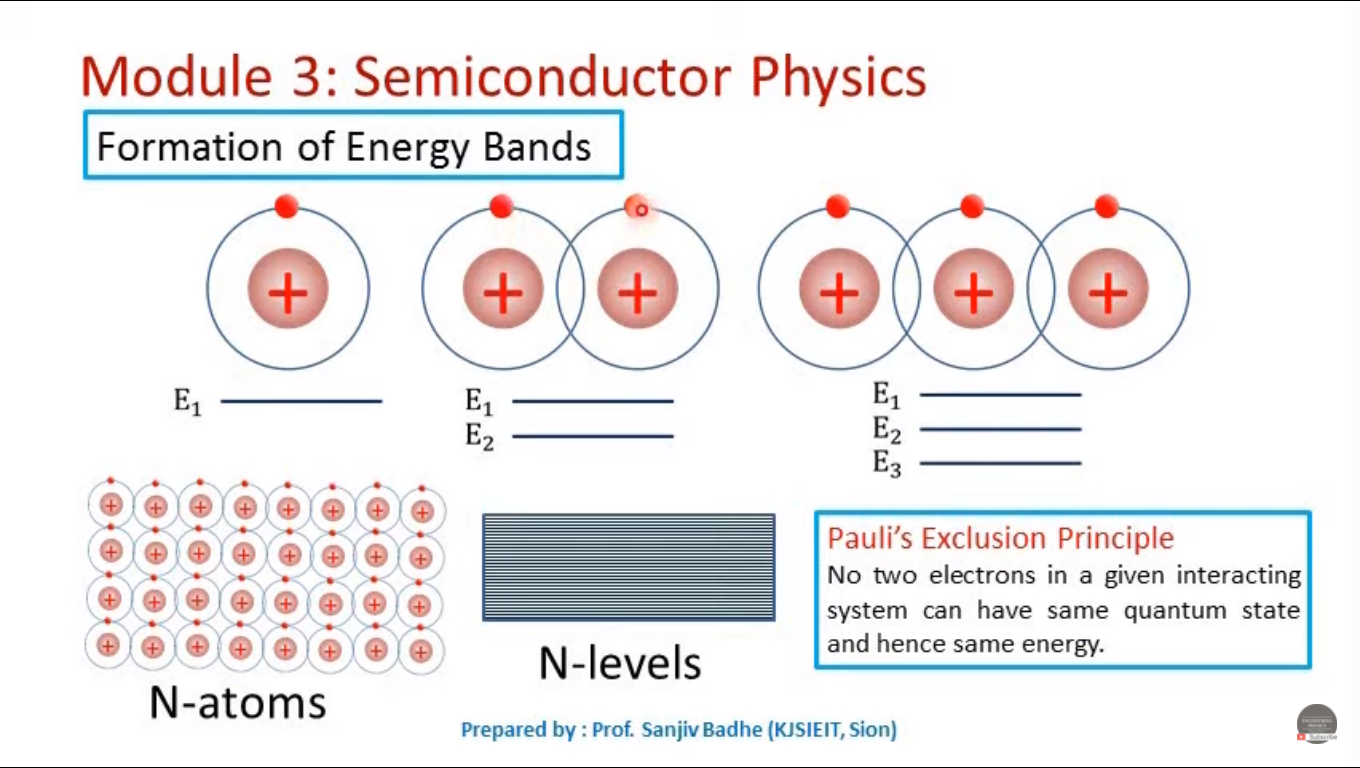 Module 3: Semiconductor Physics
Formation of Energy Bands
+ + + + + +
E₁ E₁ E₁
E₂ E₂
E₃
+ + + + + + + +
+ + + + + + + +
+ + + + + + + +
+ + + + + + + +
N-atoms
N-levels
Pauli’s Exclusion Principle
No two electrons in a given interacting
system can have same quantum state
and hence same energy.
Prepared by : Prof. Sanjiv Badhe (KJSIEIT, Sion)
Subscribe